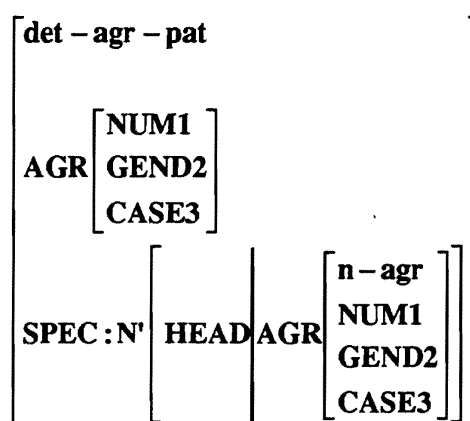 det – agr – pat
NUM1
AGR GEND2
CASE3
n – agr
NUM1
SPEC : N' HEAD AGR
GEND2
CASE3